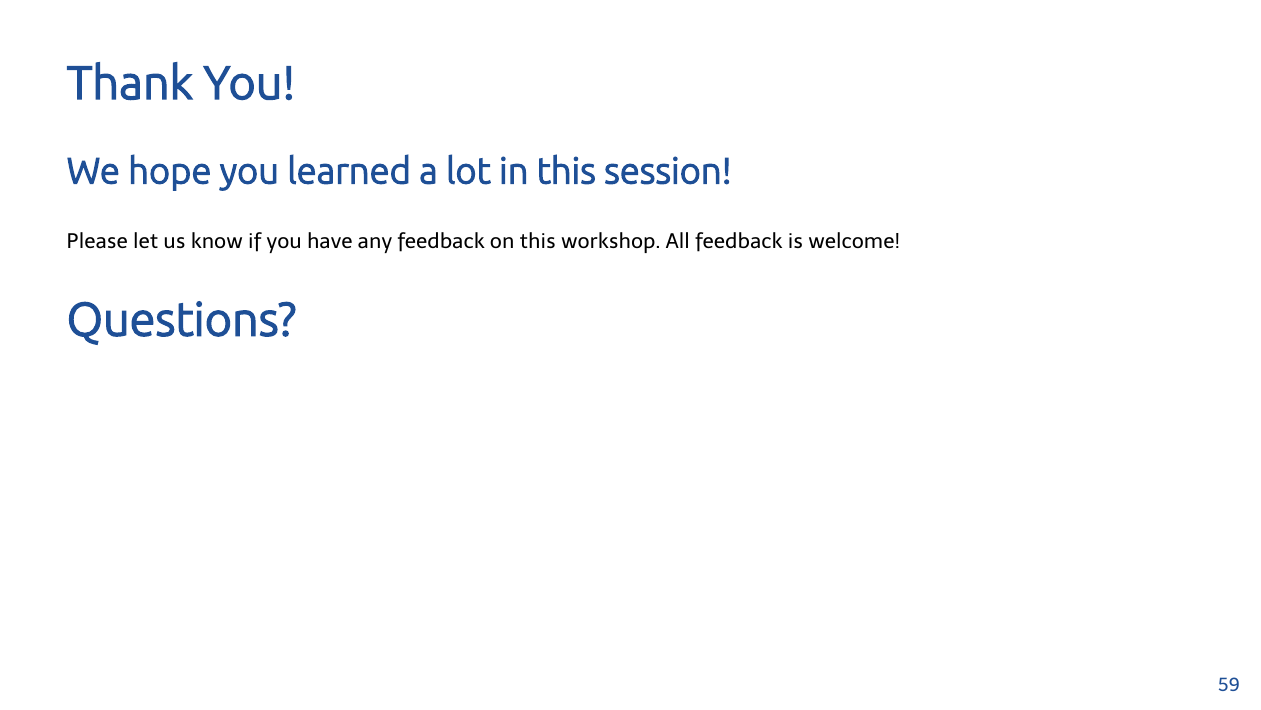 Thank You!
We hope you learned a lot in this session!
Please let us know if you have any feedback on this workshop. All feedback is welcome!
Questions?
59